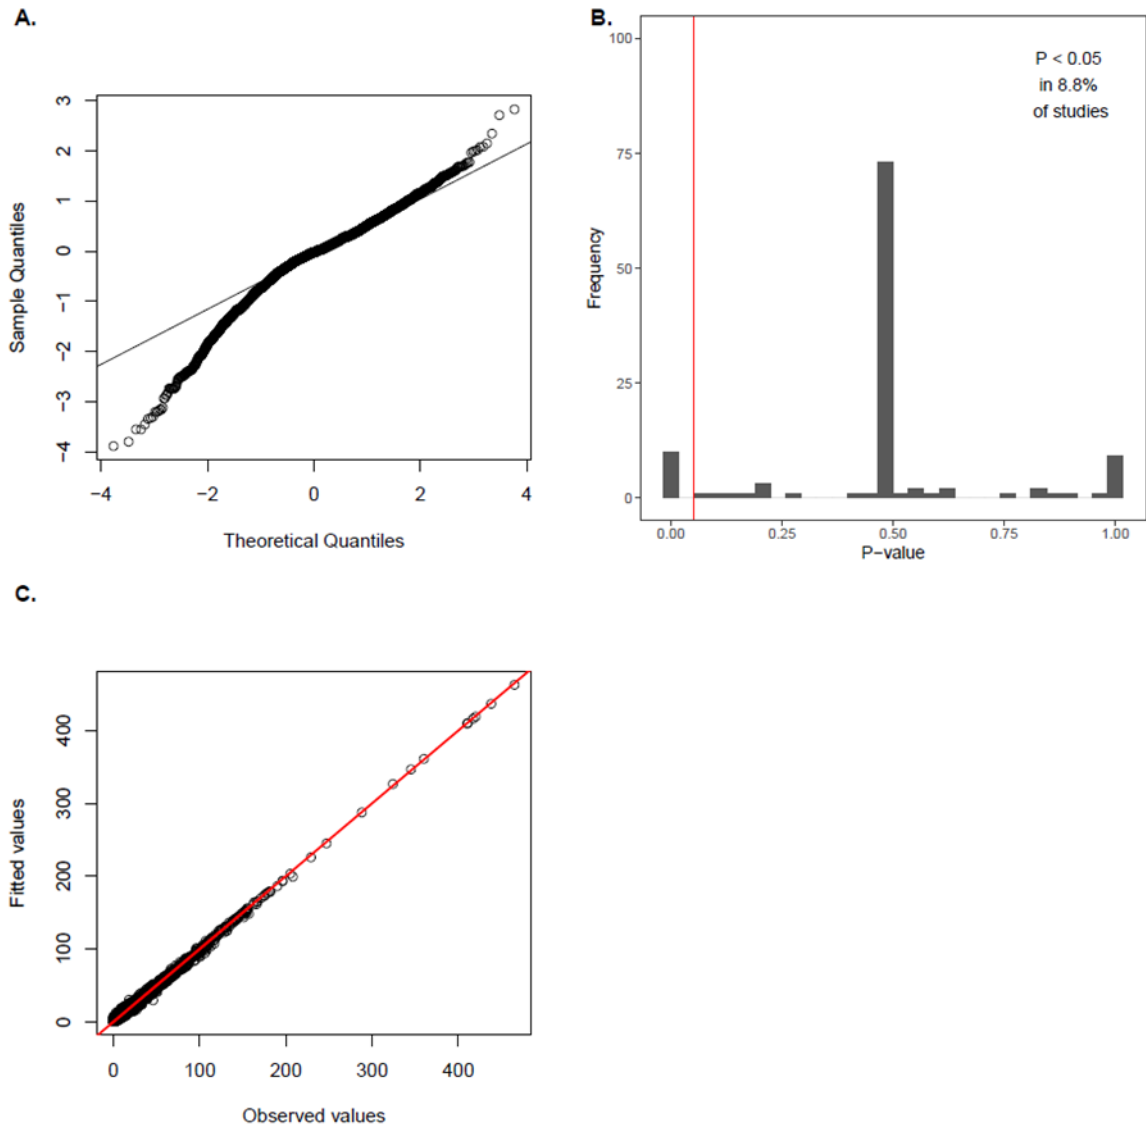 A.
3
2
1
0
−1
−2
−3
−4
Sample Quantiles
−4 −2 0 2 4
Theoretical Quantiles
B.
100
75
50
25
0
Frequency
P < 0.05
in 8.8%
of studies
0.00 0.25 0.50 0.75 1.00
P−value
C.
400
300
200
100
0
Fitted values
0 100 200 300 400
Observed values